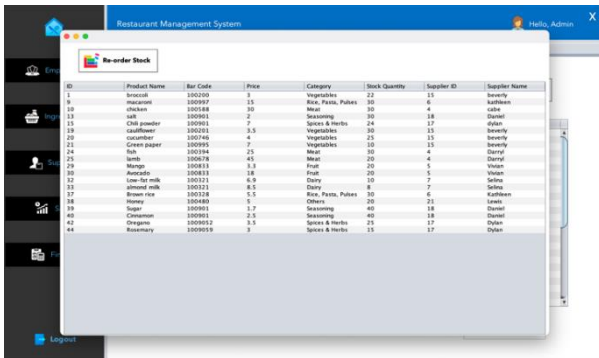 Restaurant Management System
Hello, Admin
X
Re-order Stock
ID Product Name Bar Code Price Category Stock Quantity Supplier ID Supplier Name
1 broccoli 100200 3 Vegetables 22 15 beverly
9 macaroni 100997 15 Rice, Pasta, Pulses 30 6 kathleen
10 chicken 100588 30 Meat 30 4 cabe
13 salt 100901 2 Seasoning 30 18 Daniel
15 Chili powder 100901 7 Spices & Herbs 24 17 dylan
19 cauliflower 100201 3.5 Vegetables 30 15 beverly
20 cucumber 100746 4 Vegetables 25 15 beverly
21 Green paper 100995 7 Vegetables 10 15 beverly
24 fish 100394 25 Meat 30 4 Darryl
25 lamb 100678 45 Meat 20 4 Darryl
29 Mango 100833 3.3 Fruit 20 5 Vivian
30 Avocado 100833 18 Fruit 20 5 Vivian
32 Low-fat milk 100321 6.9 Dairy 10 7 Selina
33 almond milk 100321 8.5 Dairy 8 7 Selina
37 Brown rice 100328 5.5 Rice, Pasta, Pulses 30 6 Kathleen
38 Honey 100480 5 Others 20 21 Lewis
39 Sugar 100901 1.7 Seasoning 40 18 Daniel
40 Cinnamon 100901 2.5 Seasoning 40 18 Daniel
42 Oregano 1009052 3.5 Spices & Herbs 25 17 Dylan
44 Rosemary 1009059 3 Spices & Herbs 15 17 Dylan
Emp
Ingr
Sup
S
Fin
Logout